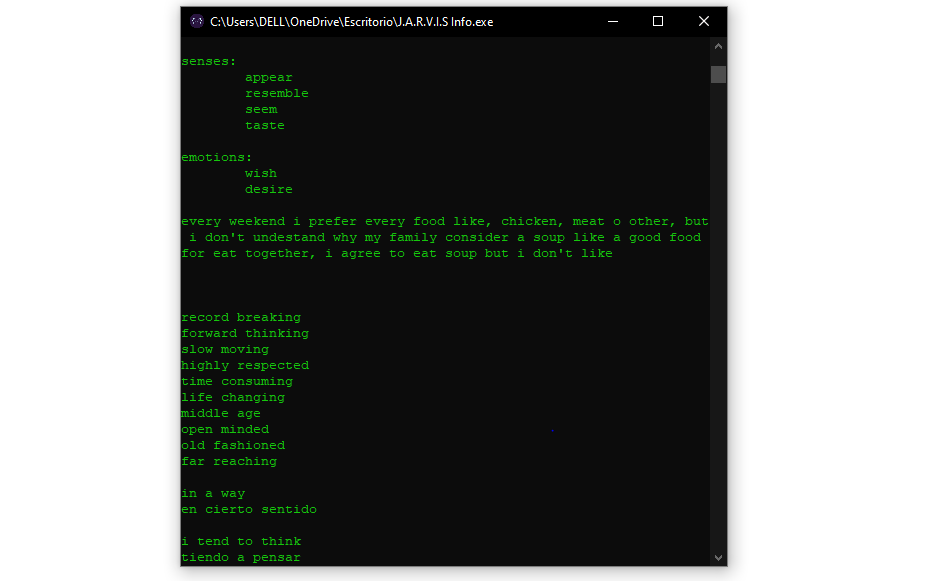 C:\Users\DELL\OneDrive\Escritorio\J.A.R.V.I.S Info.exe
senses:
appear
resemble
seem
taste
emotions:
wish
desire
every weekend i prefer every food like, chicken, meat o other, but
i don't undestand why my family consider a soup like a good food
for eat together, i agree to eat soup but i don't like
record breaking
forward thinking
slow moving
highly respected
time consuming
life changing
middle age
open minded
old fashioned
far reaching
in a way
en cierto sentido
i tend to think
tiendo a pensar